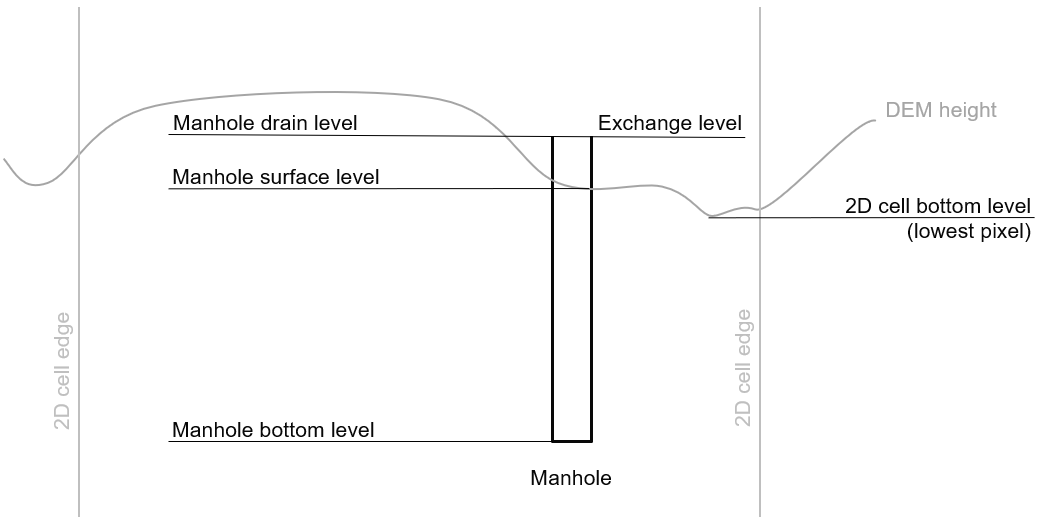 DEM height
Manhole drain level
Exchange level
Manhole surface level
2D cell bottom level
(lowest pixel)
2D cell edge
2D cell edge
Manhole bottom level
Manhole